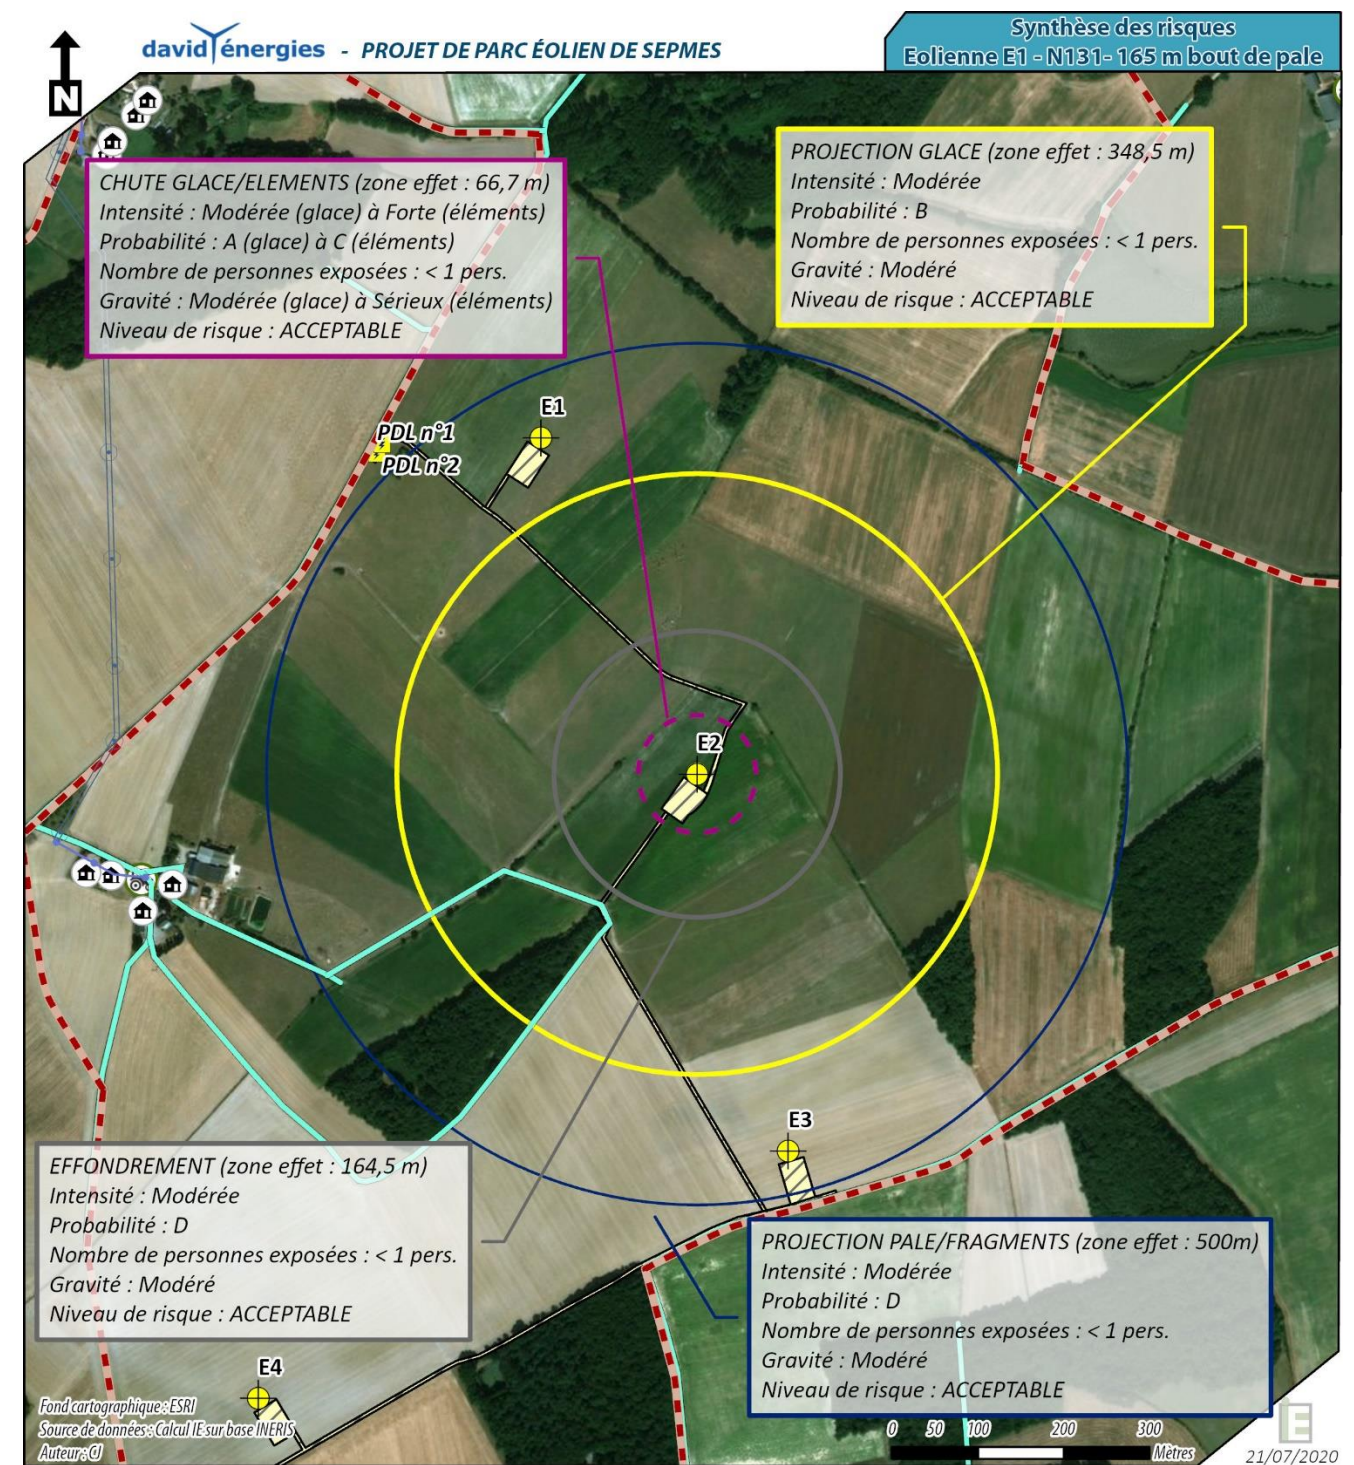 david énergies - PROJET DE PARC ÉOLIEN DE SEPMES
Synthèse des risques
Eolienne E1 - N131- 165 m bout de pale
N
CHUTE GLACE/ELEMENTS (zone effet : 66,7 m)
Intensité : Modérée (glace) à Forte (éléments)
Probabilité : A (glace) à C (éléments)
Nombre de personnes exposées : < 1 pers.
Gravité : Modérée (glace) à Sérieux (éléments)
Niveau de risque : ACCEPTABLE
PROJECTION GLACE (zone effet : 348,5 m)
Intensité : Modérée
Probabilité : B
Nombre de personnes exposées : < 1 pers.
Gravité : Modéré
Niveau de risque : ACCEPTABLE
E1
PDL n°1
PDL n°2
E2
E3
EFFONDREMENT (zone effet : 164,5 m)
Intensité : Modérée
Probabilité : D
Nombre de personnes exposées : < 1 pers.
Gravité : Modéré
Niveau de risque : ACCEPTABLE
PROJECTION PALE/FRAGMENTS (zone effet : 500m)
Intensité : Modérée
Probabilité : D
Nombre de personnes exposées : < 1 pers.
Gravité : Modéré
Niveau de risque : ACCEPTABLE
E4
Fond cartographique : ESRI
Source de données : Calcul IE sur base INERIS
Auteur : CJ
0 50 100 200 300
Mètres
21/07/2020